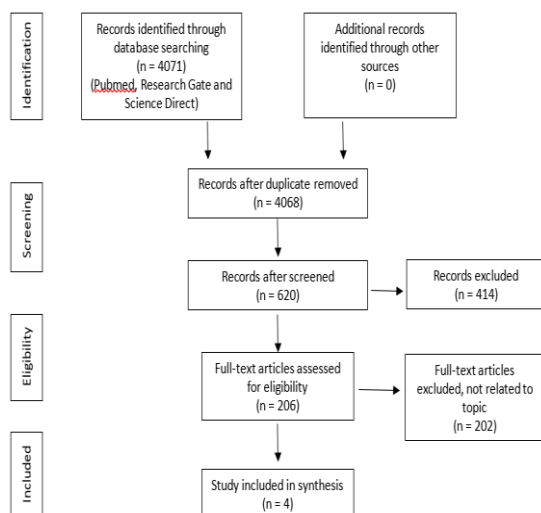 Identification
Records identified through
database searching
(n = 4071)
(Pubmed, Research Gate and
Science Direct)
Additional records
identified through other
sources
(n = 0)
Screening
Records after duplicate removed
(n = 4068)
Records after screened
(n = 620)
Records excluded
(n = 414)
Eligibility
Full-text articles assessed
for eligibility
(n = 206)
Full-text articles
excluded, not related to
topic
(n = 202)
Included
Study included in synthesis
(n = 4)